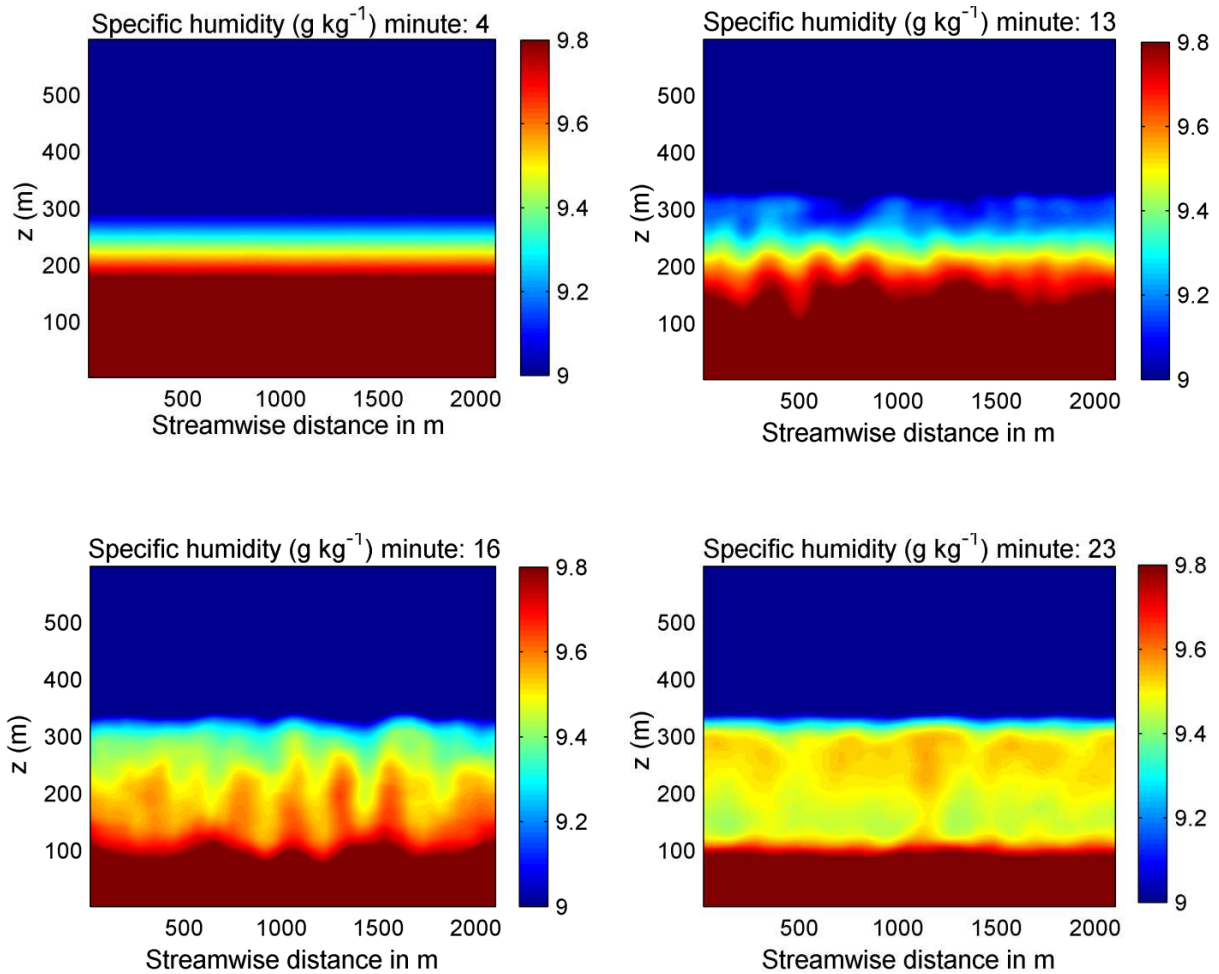 Specific humidity (g kg⁻¹) minute: 4
9.8
9.6
9.4
9.2
9
500
400
300
200
100
z (m)
500 1000 1500 2000
Streamwise distance in m
Specific humidity (g kg⁻¹) minute: 13
9.8
9.6
9.4
9.2
9
500
400
300
200
100
z (m)
500 1000 1500 2000
Streamwise distance in m
Specific humidity (g kg⁻¹) minute: 16
9.8
9.6
9.4
9.2
9
500
400
300
200
100
z (m)
500 1000 1500 2000
Streamwise distance in m
Specific humidity (g kg⁻¹) minute: 23
9.8
9.6
9.4
9.2
9
500
400
300
200
100
z (m)
500 1000 1500 2000
Streamwise distance in m